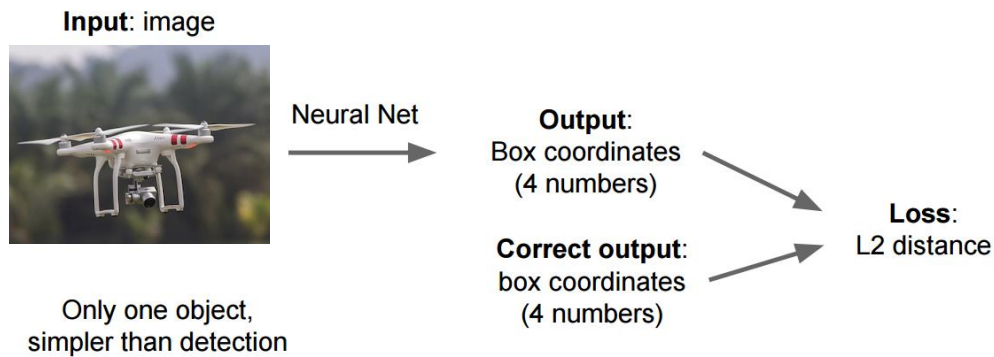 Input: image
Neural Net
Output:
Box coordinates
(4 numbers)
Correct output:
box coordinates
(4 numbers)
Loss:
L2 distance
Only one object,
simpler than detection